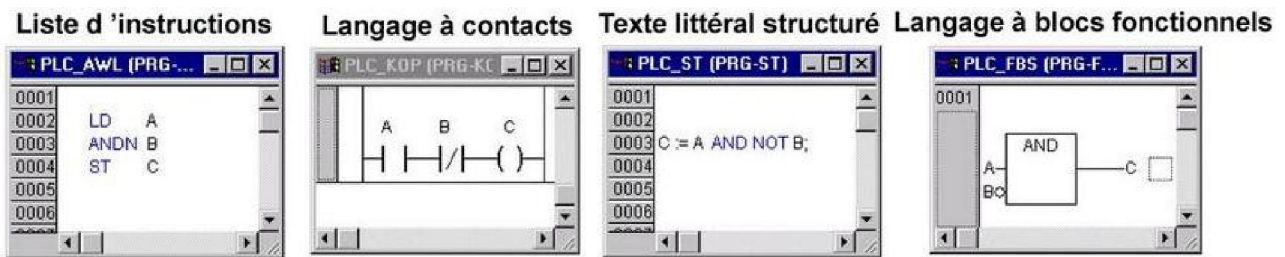 Liste d ’instructions
PLC_AWL (PRG-...
0001
0002 LD A
0003 ANDN B
0004 ST C
0005
0006
Langage à contacts
PLC_KOP (PRG-KO
A B C
Texte littéral structuré
PLC_ST (PRG-ST)
0001
0002
0003 C := A AND NOT B;
0004
0005
0006
Langage à blocs fonctionnels
PLC_FBS (PRG-F...
0001
AND
A C
B